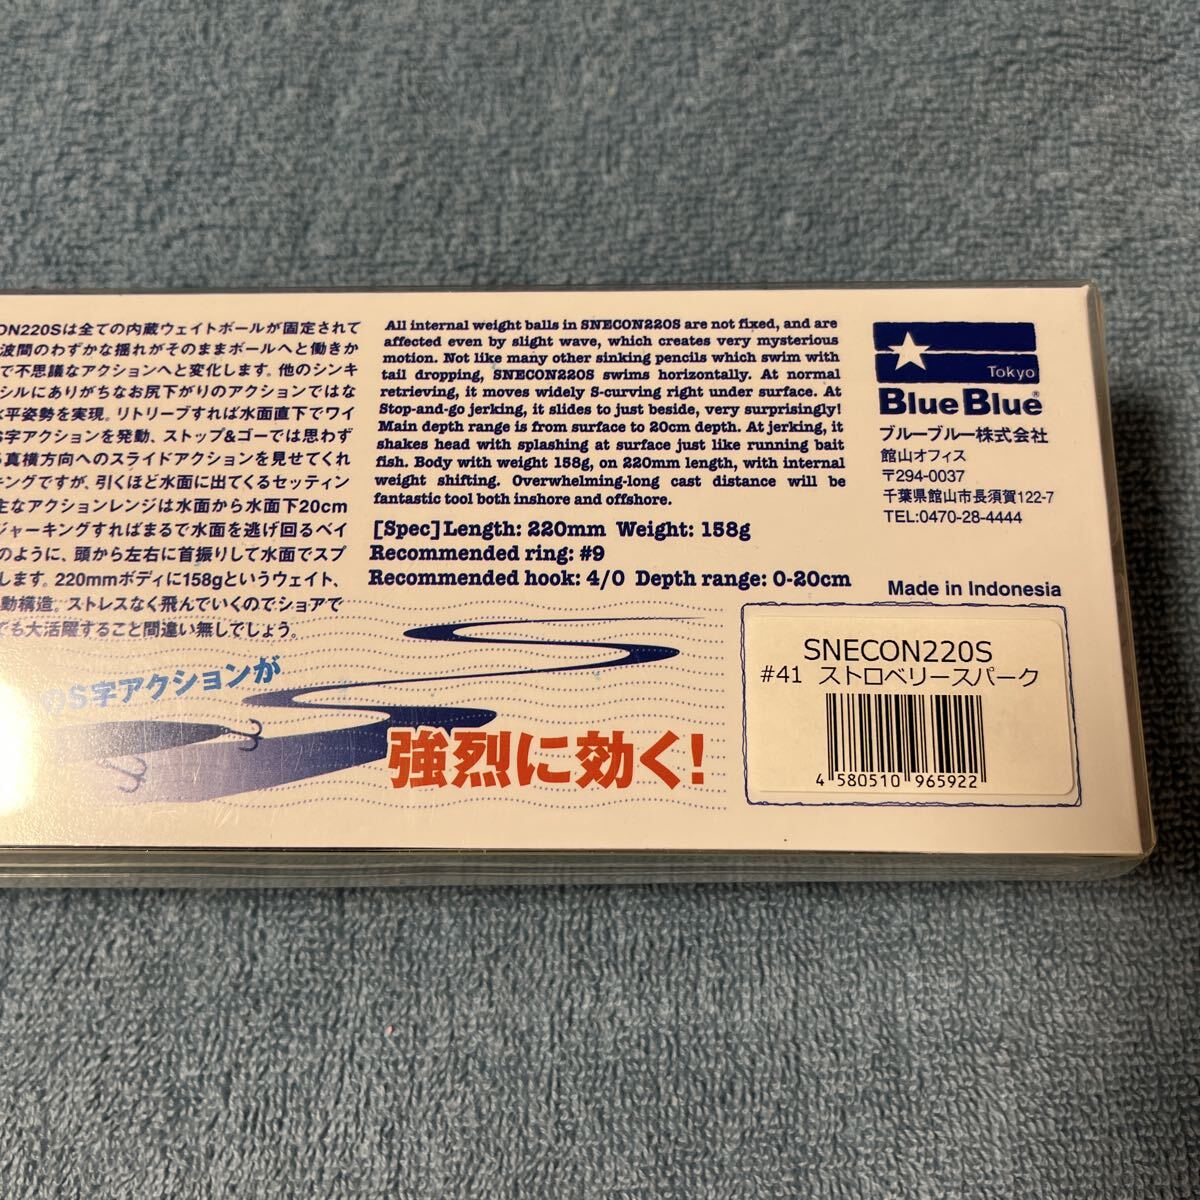 ON220Sは全ての内蔵ウェイトボールが固定されて
波間のわずかな揺れがそのままボールへと働きか
で不思議なアクションへと変化します。他のシンキ
シルにありがちなお尻下がりのアクションではな
平姿勢を実現。リトリーブすれば水面直下でワイ
S字アクションを発動、ストップ&ゴーでは思わず
真横方向へのスライドアクションを見せてくれ
キングですが、引くほど水面に出てくるセッティン
主なアクションレンジは水面から水面下20cm
ジャーキングすればまるで水面を逃げ回るベイ
のように、頭から左右に首振りして水面でスプ
します。220mmボディに158gというウェイト、
動構造。ストレスなく飛んでいくのでショアで
でも大活躍すること間違い無しでしょう。
All internal weight balls in SNECON220S are not fixed, and are
affected even by slight wave, which creates very mysterious
motion. Not like many other sinking pencils which swim with
tail dropping, SNECON220S swims horizontally. At normal
retrieving, it moves widely S-curving right under surface. At
Stop-and-go jerking, it slides to just beside, very surprisingly!
Main depth range is from surface to 20cm depth. At jerking, it
shakes head with splashing at surface just like running bait
fish. Body with weight 158g, on 220mm length, with internal
weight shifting. Overwhelming-long cast distance will be
fantastic tool both inshore and offshore.
[Spec]Length: 220mm Weight: 158g
Recommended ring: #9
Recommended hook: 4/0 Depth range: 0-20cm
Tokyo
BlueBlue®
ブルーブルー株式会社
館山オフィス
〒294-0037
千葉県館山市長須賀122-7
TEL:0470-28-4444
Made in Indonesia
のS字アクションが
強烈に効く!
SNECON220S
#41 ストロベリースパーク
4 580510 965922